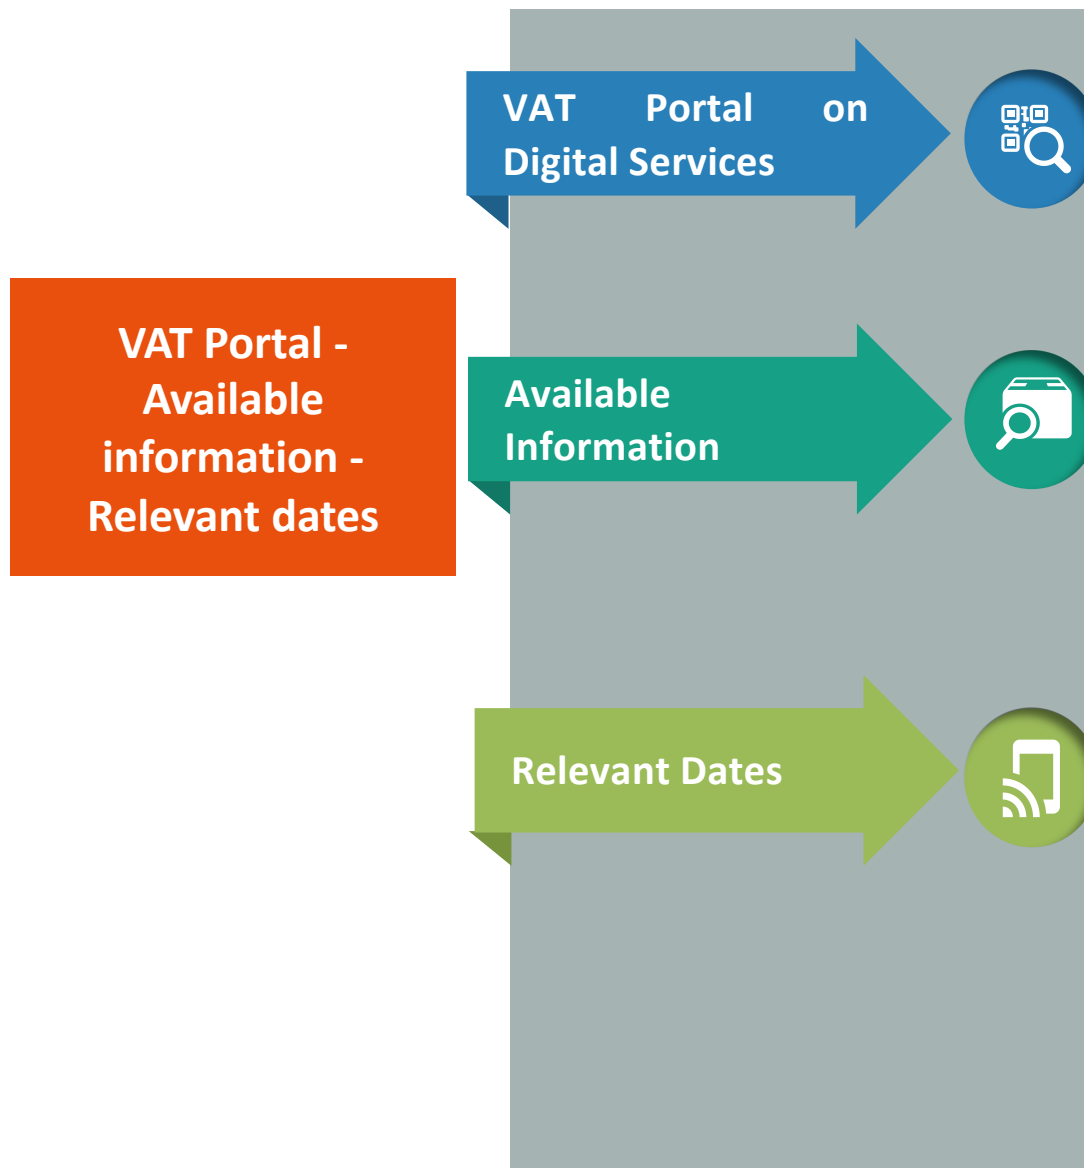 VAT Portal on
Digital Services
VAT Portal -
Available
information -
Relevant dates
Available
Information
Relevant Dates